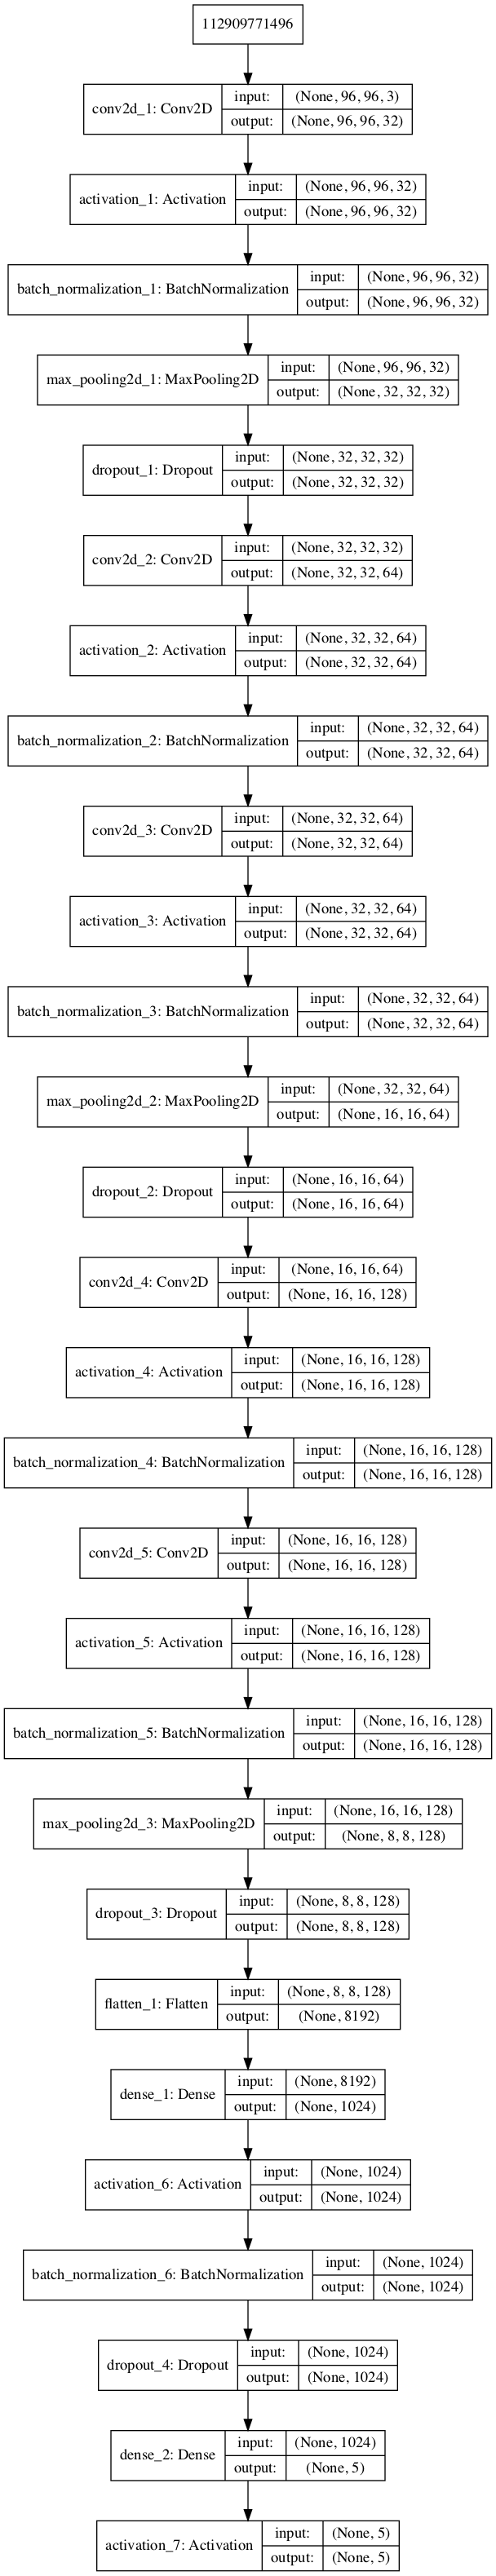 112909771496
conv2d_1: Conv2D
input: (None, 96, 96, 3)
output: (None, 96, 96, 32)
activation_1: Activation
input: (None, 96, 96, 32)
output: (None, 96, 96, 32)
batch_normalization_1: BatchNormalization
input: (None, 96, 96, 32)
output: (None, 96, 96, 32)
max_pooling2d_1: MaxPooling2D
input: (None, 96, 96, 32)
output: (None, 32, 32, 32)
dropout_1: Dropout
input: (None, 32, 32, 32)
output: (None, 32, 32, 32)
conv2d_2: Conv2D
input: (None, 32, 32, 32)
output: (None, 32, 32, 64)
activation_2: Activation
input: (None, 32, 32, 64)
output: (None, 32, 32, 64)
batch_normalization_2: BatchNormalization
input: (None, 32, 32, 64)
output: (None, 32, 32, 64)
conv2d_3: Conv2D
input: (None, 32, 32, 64)
output: (None, 32, 32, 64)
activation_3: Activation
input: (None, 32, 32, 64)
output: (None, 32, 32, 64)
batch_normalization_3: BatchNormalization
input: (None, 32, 32, 64)
output: (None, 32, 32, 64)
max_pooling2d_2: MaxPooling2D
input: (None, 32, 32, 64)
output: (None, 16, 16, 64)
dropout_2: Dropout
input: (None, 16, 16, 64)
output: (None, 16, 16, 64)
conv2d_4: Conv2D
input: (None, 16, 16, 64)
output: (None, 16, 16, 128)
activation_4: Activation
input: (None, 16, 16, 128)
output: (None, 16, 16, 128)
batch_normalization_4: BatchNormalization
input: (None, 16, 16, 128)
output: (None, 16, 16, 128)
conv2d_5: Conv2D
input: (None, 16, 16, 128)
output: (None, 16, 16, 128)
activation_5: Activation
input: (None, 16, 16, 128)
output: (None, 16, 16, 128)
batch_normalization_5: BatchNormalization
input: (None, 16, 16, 128)
output: (None, 16, 16, 128)
max_pooling2d_3: MaxPooling2D
input: (None, 16, 16, 128)
output: (None, 8, 8, 128)
dropout_3: Dropout
input: (None, 8, 8, 128)
output: (None, 8, 8, 128)
flatten_1: Flatten
input: (None, 8, 8, 128)
output: (None, 8192)
dense_1: Dense
input: (None, 8192)
output: (None, 1024)
activation_6: Activation
input: (None, 1024)
output: (None, 1024)
batch_normalization_6: BatchNormalization
input: (None, 1024)
output: (None, 1024)
dropout_4: Dropout
input: (None, 1024)
output: (None, 1024)
dense_2: Dense
input: (None, 1024)
output: (None, 5)
activation_7: Activation
input: (None, 5)
output: (None, 5)